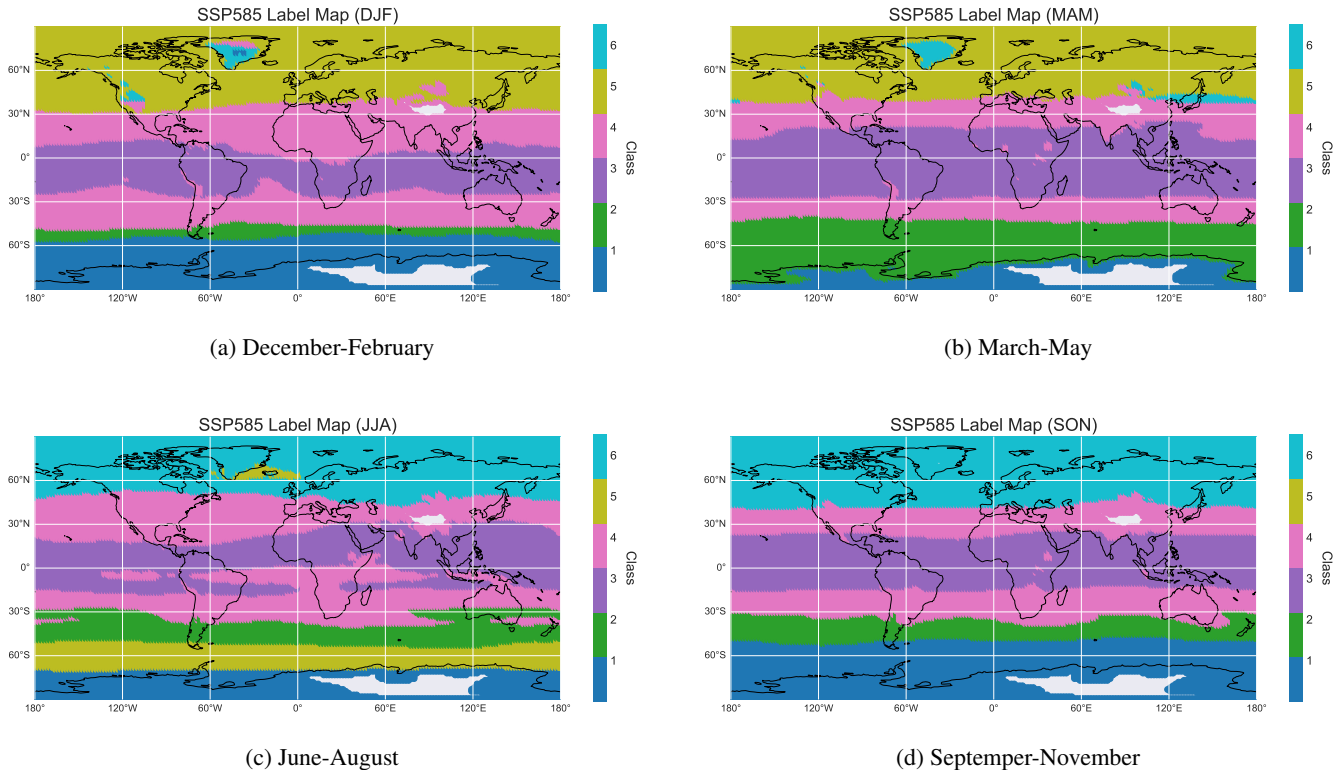 SSP585 Label Map (DJF)
60°N
30°N
0°
30°S
60°S
180°
120°W
60°W
0°
60°E
120°E
180°
6
5
4
3
2
1
Class
(a) December-February
SSP585 Label Map (MAM)
60°N
30°N
0°
30°S
60°S
180°
120°W
60°W
0°
60°E
120°E
180°
6
5
4
3
2
1
Class
(b) March-May
SSP585 Label Map (JJA)
60°N
30°N
0°
30°S
60°S
180°
120°W
60°W
0°
60°E
120°E
180°
6
5
4
3
2
1
Class
(c) June-August
SSP585 Label Map (SON)
60°N
30°N
0°
30°S
60°S
180°
120°W
60°W
0°
60°E
120°E
180°
6
5
4
3
2
1
Class
(d) Septemper-November